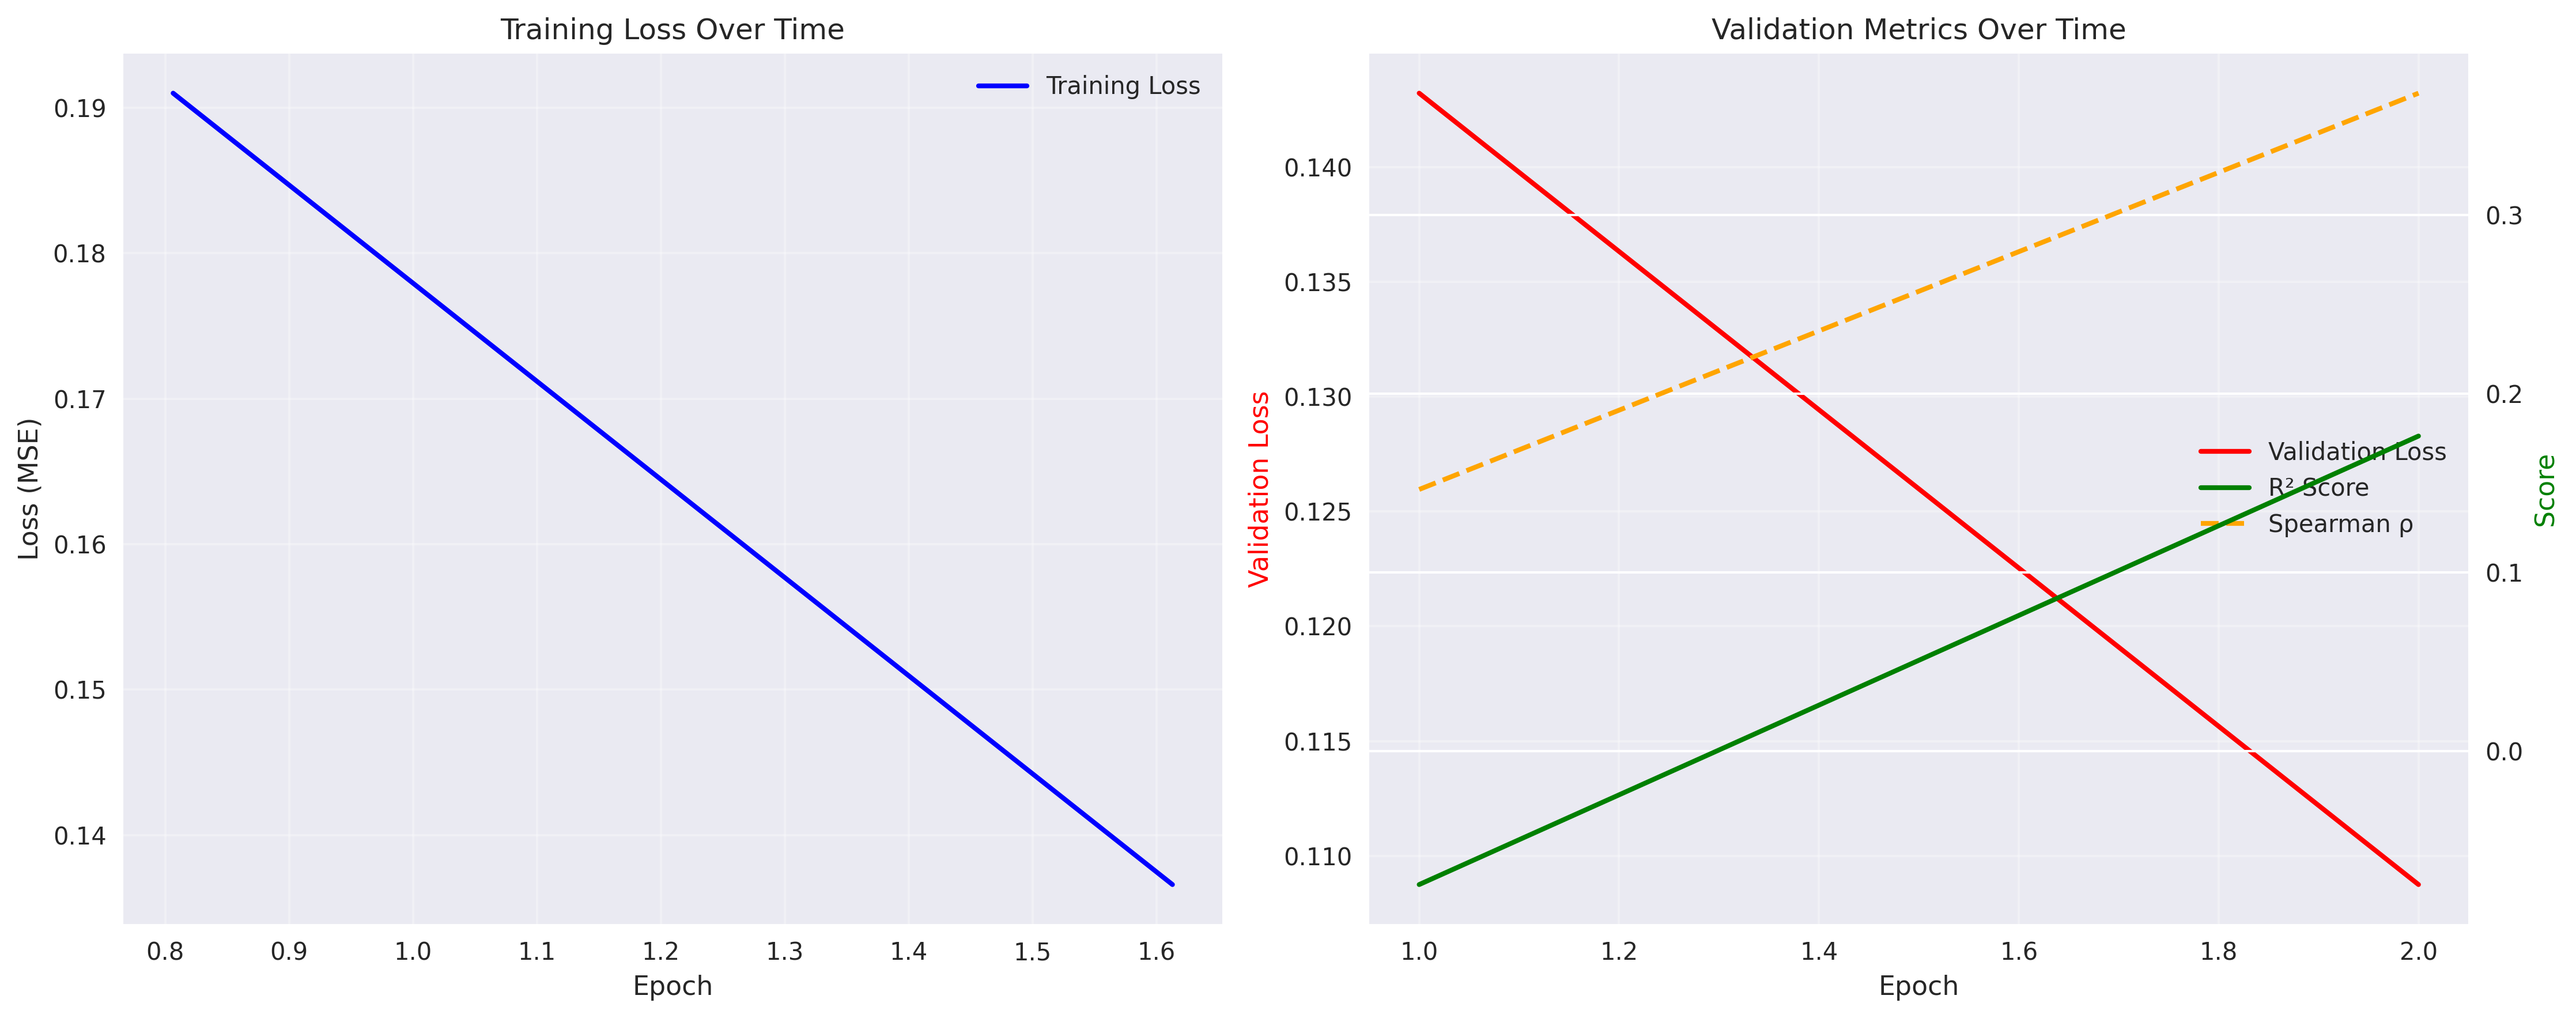 Training Loss Over Time
Training Loss
0.19
0.18
0.17
0.16
0.15
0.14
Loss (MSE)
0.8 0.9 1.0 1.1 1.2 1.3 1.4 1.5 1.6
Epoch
Validation Metrics Over Time
0.140
0.135
0.130
0.125
0.120
0.115
0.110
Validation Loss
Validation Loss
R² Score
Spearman ρ
0.3
0.2
0.1
0.0
Score
1.0 1.2 1.4 1.6 1.8 2.0
Epoch